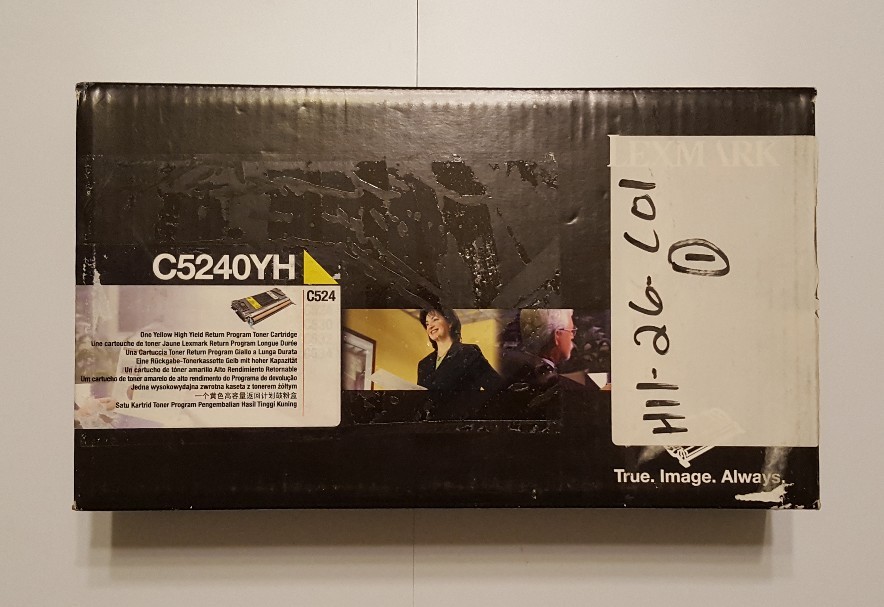 LEXMARK
C5240YH
C524
One Yellow High Yield Return Program Toner Cartridge
Une cartouche de toner Jaune Lexmark Return Program Longue Durée
Una Cartuccia Toner Return Program Giallo a Lunga Durata
Eine Rückgabe-Tonerkassette Gelb mit hoher Kapazität
Un cartucho de tóner amarillo Alto Rendimiento Retornable
Um cartucho de toner amarelo de alto rendimento do Programa de devolução
Jedna wysokowydajna zwrotna kaseta z tonerem żółtym
一个黄色高容量返回计划鼓粉盒
Satu Kartrid Toner Program Pengembalian Hasil Tinggi Kuning
H11-26-C01
1
True. Image. Always.